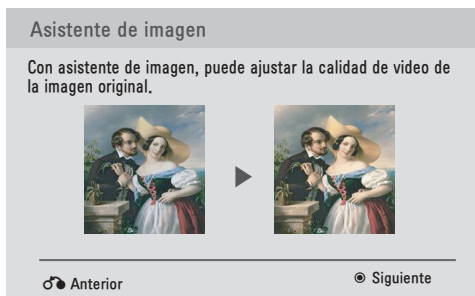 Asistente de imagen
Con asistente de imagen, puede ajustar la calidad de video de
la imagen original.
Anterior
Siguiente